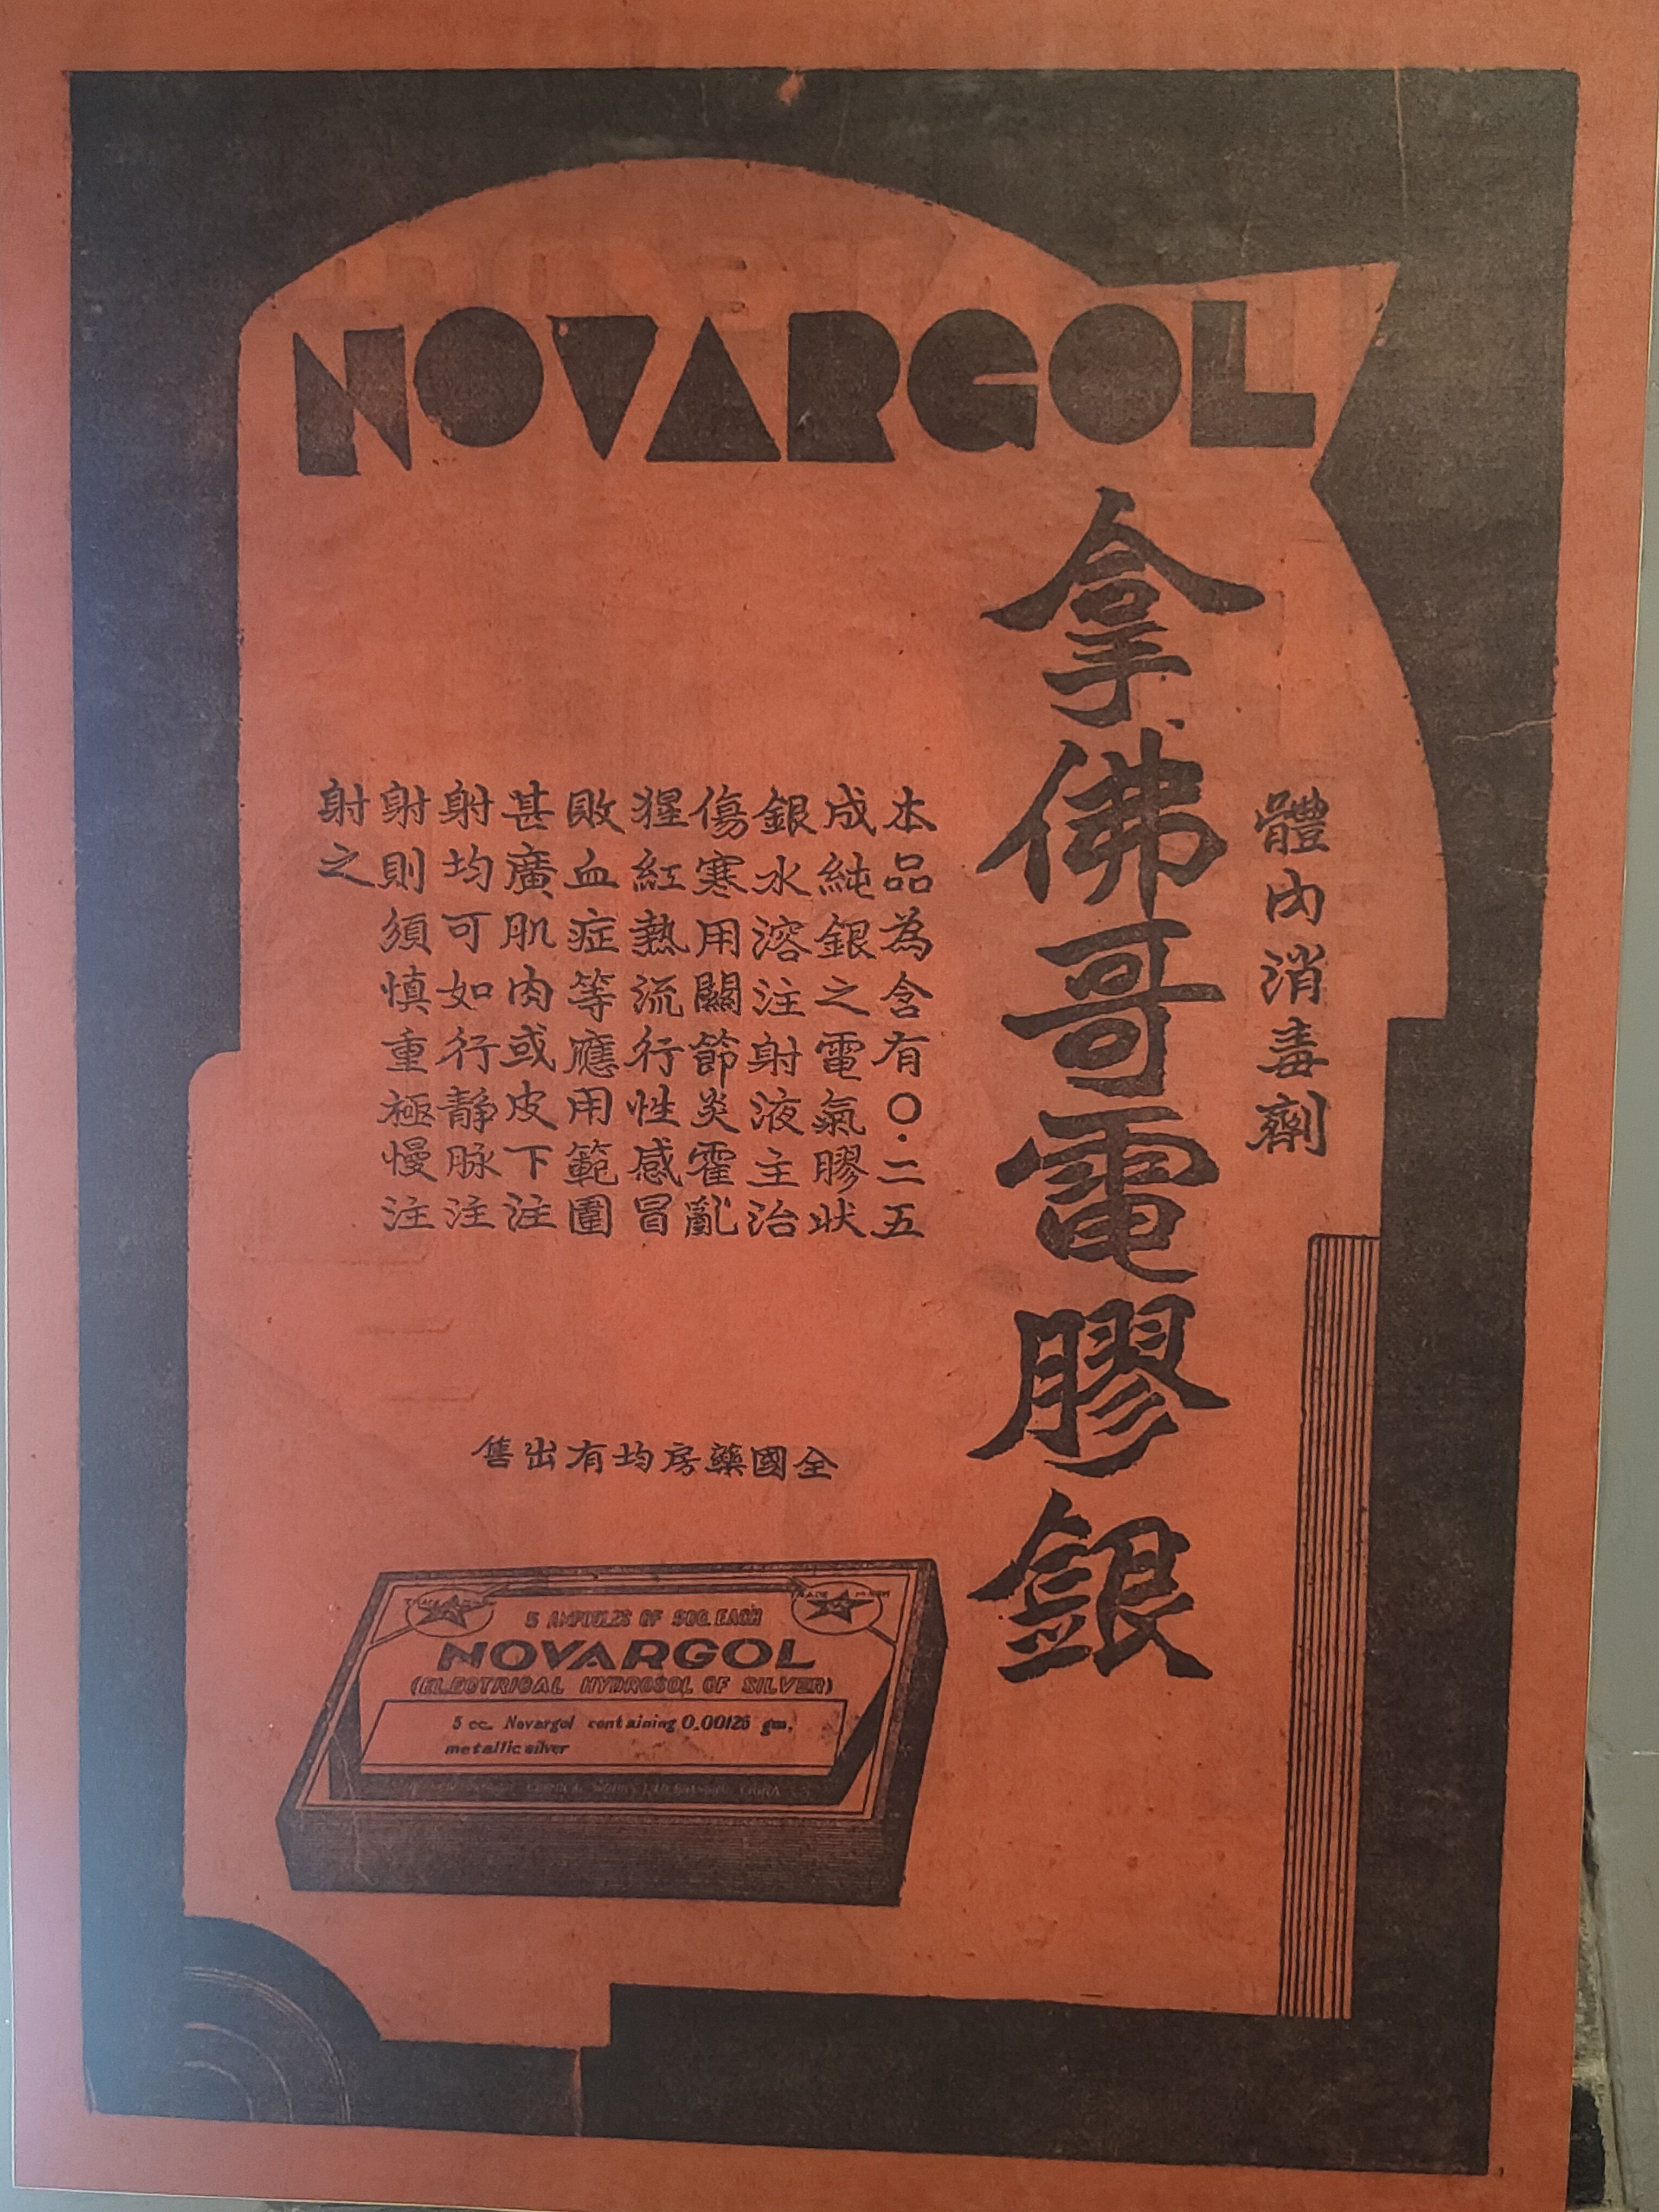 NOVARGOL
體內消毒劑
拿佛哥電膠銀
本品為含有〇·二五
成純銀之電氣膠狀
銀水溶注射液主治
傷寒用關節炎霍亂
猩紅熱流行性感冒
敗血症等應用範圍
甚廣肌肉或皮下注
射均可如行靜脉注
射則須慎重極慢注
射之
售出有均房藥國全
5 AMPOULES OF 5CC. EACH
NOVARGOL
(ELECTRICAL HYDROSOL OF SILVER)
5 cc. Novargol containing 0.00126 gm.
metallic silver